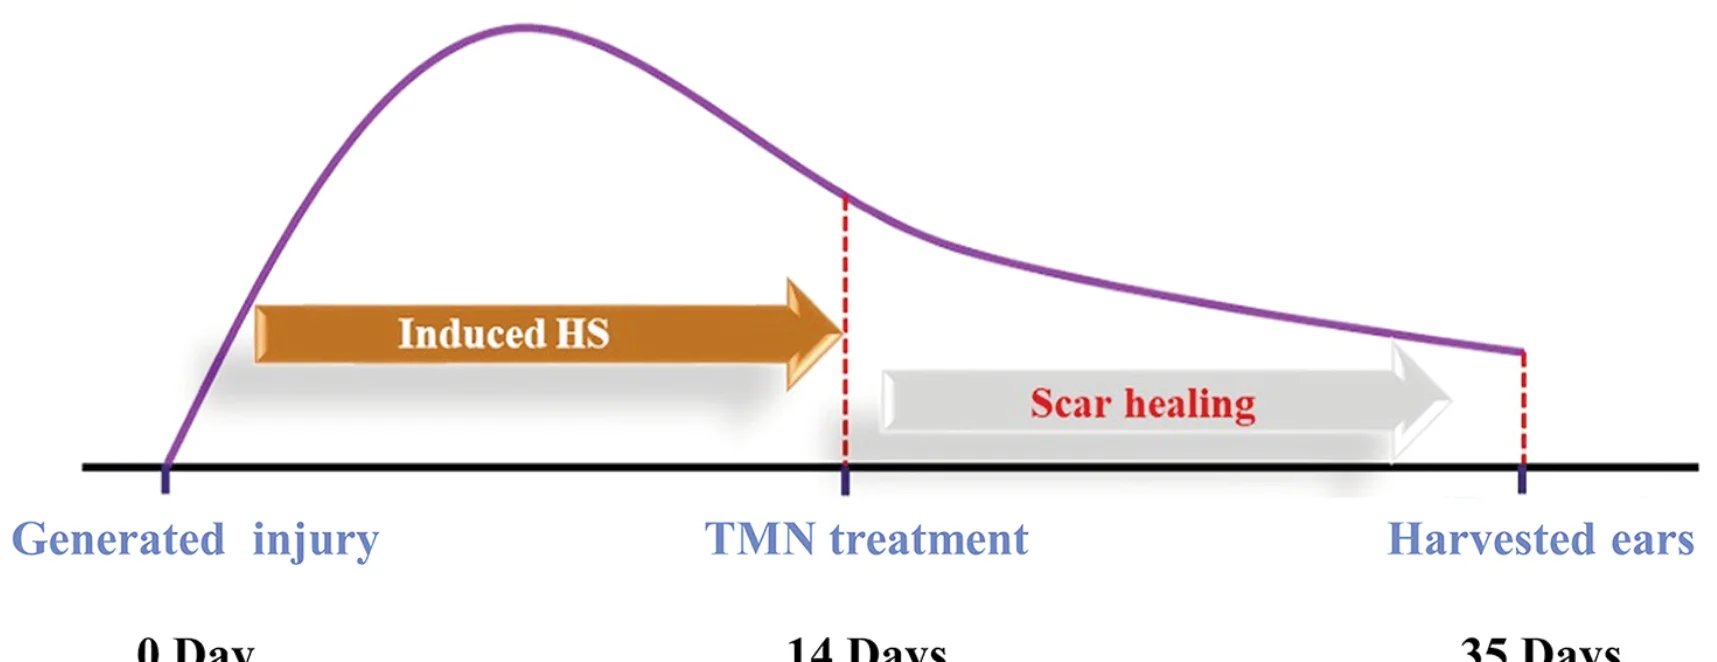 Induced HS
Scar healing
Generated injury TMN treatment Harvested ears
0 Day 14 Days 35 Days